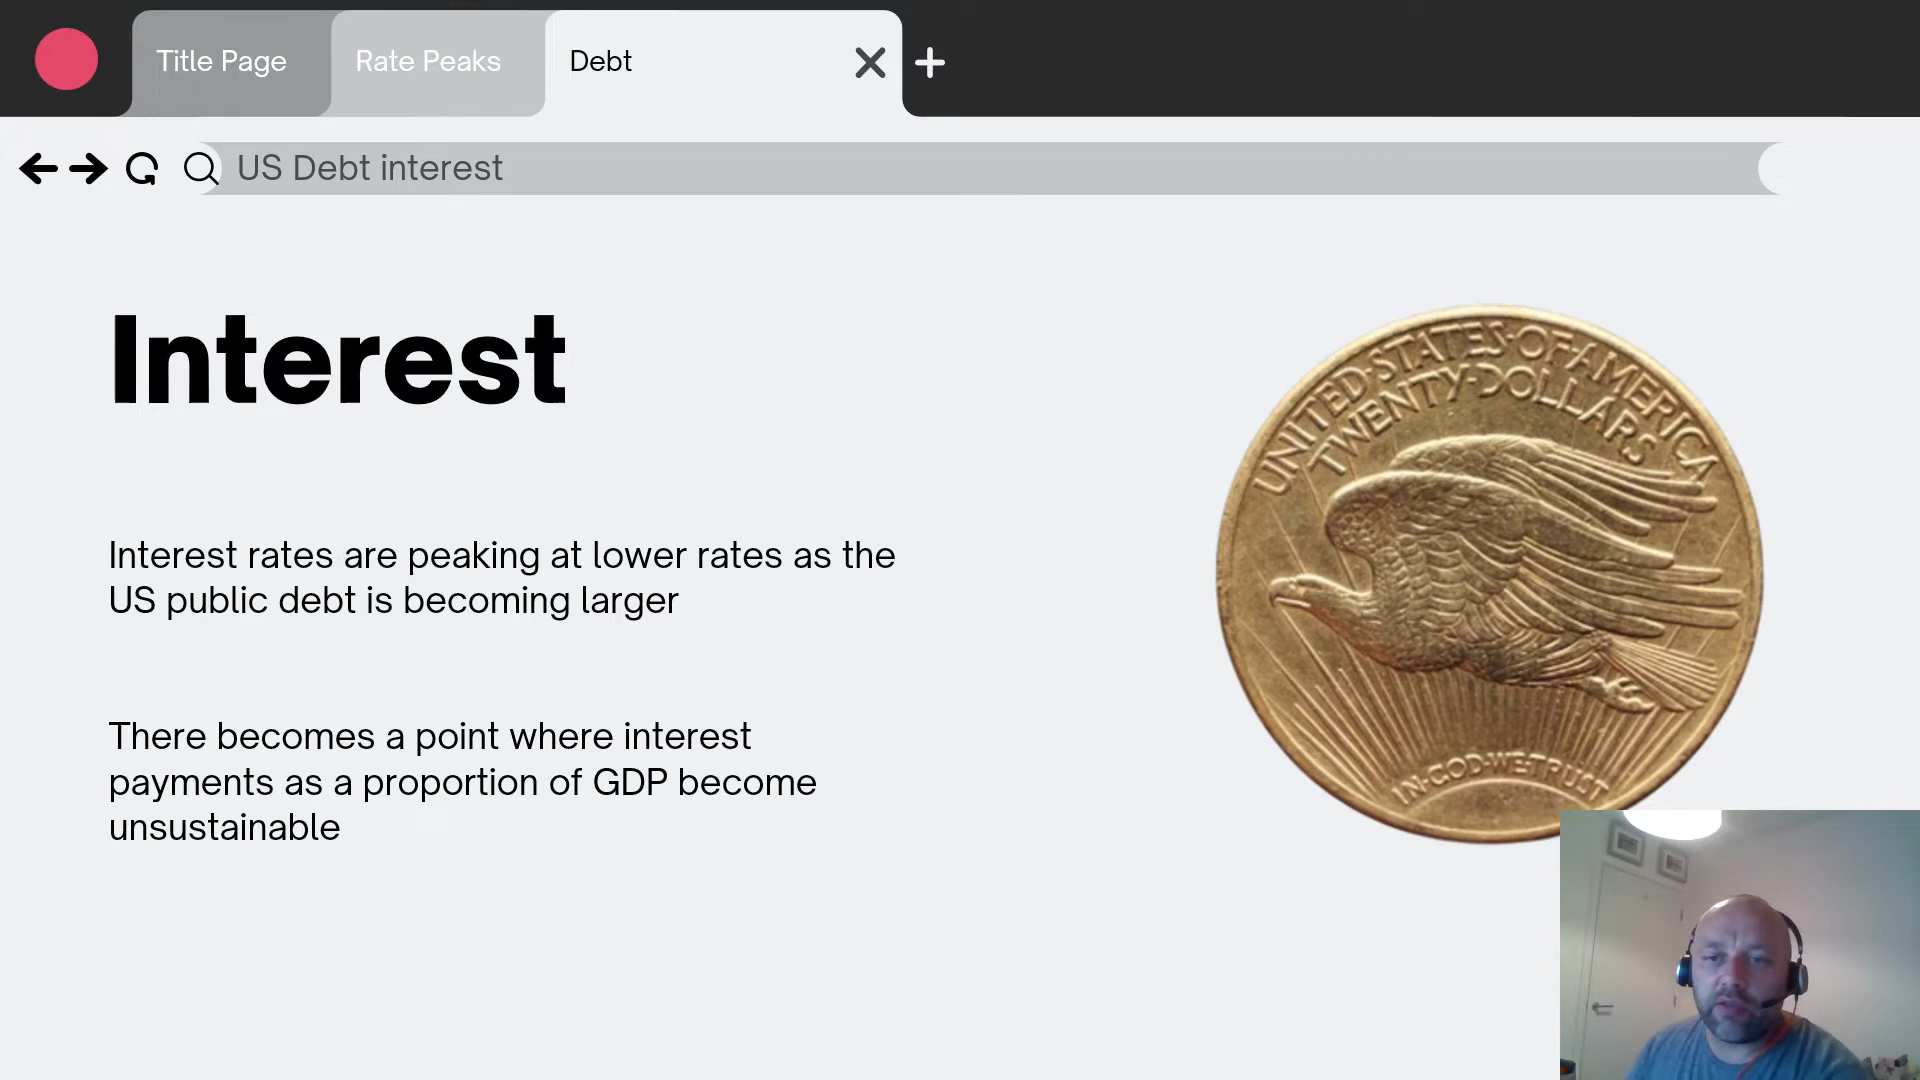 Title Page
Rate Peaks
Debt
US Debt interest
Interest
Interest rates are peaking at lower rates as the
US public debt is becoming larger
There becomes a point where interest
payments as a proportion of GDP become
unsustainable
UNITED·STATES·OF·AMERICA
TWENTY·DOLLARS
IN·GOD·WE·TRUST